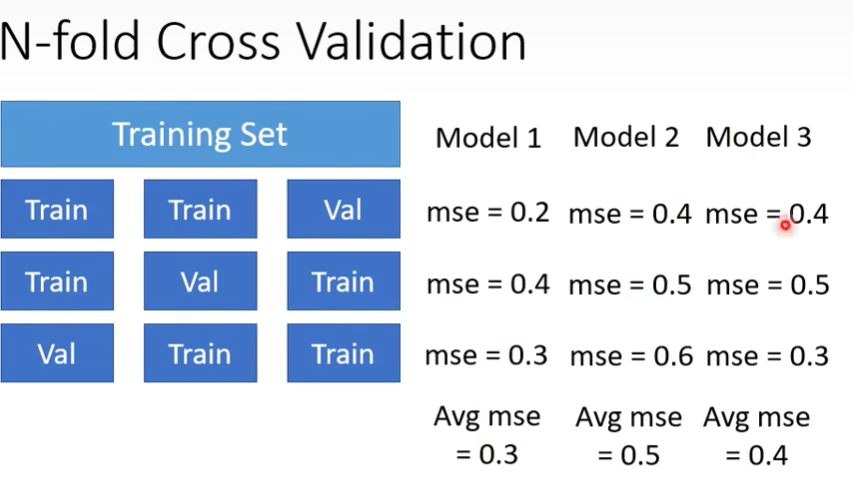 N-fold Cross Validation
Training Set
Model 1 Model 2 Model 3
Train Train Val mse = 0.2 mse = 0.4 mse = 0.4
Train Val Train mse = 0.4 mse = 0.5 mse = 0.5
Val Train Train mse = 0.3 mse = 0.6 mse = 0.3
Avg mse Avg mse Avg mse
= 0.3 = 0.5 = 0.4